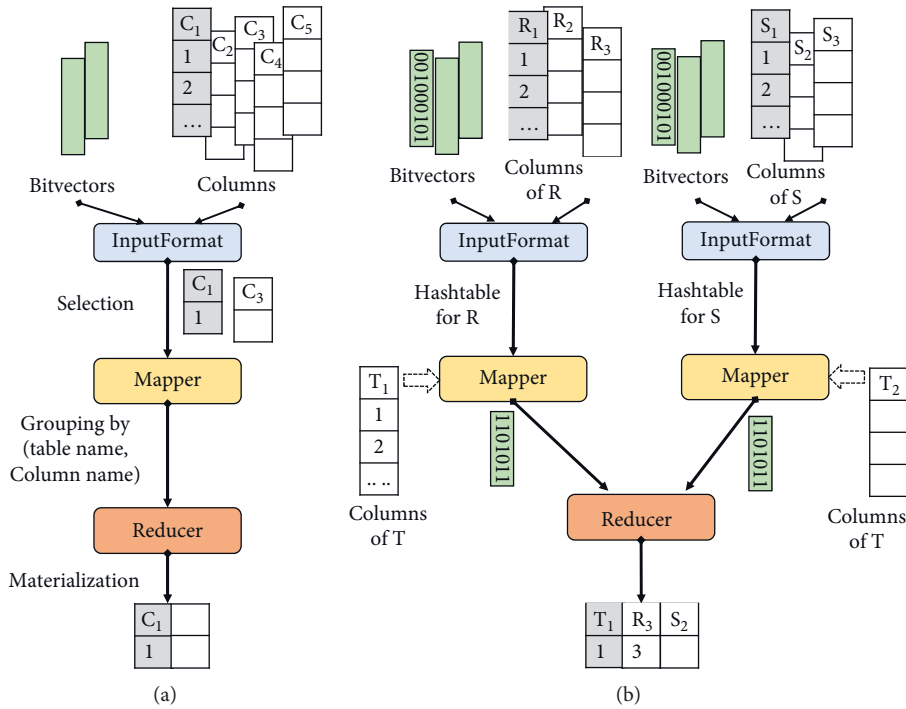 C1
C2
C3
C4
C5
1
2
...
Bitvectors
Columns
InputFormat
Selection
C1
C3
1
Mapper
Grouping by
(table name,
Column name)
Reducer
Materialization
C1
1
(a)
001000101
R1
R2
R3
1
2
...
Bitvectors
Columns
of R
InputFormat
Hashtable
for R
001000101
S1
S2
S3
1
2
...
Bitvectors
Columns
of S
InputFormat
Hashtable
for S
T1
1
2
.. ..
Columns
of T
Mapper
Mapper
T2
Columns
of T
1101011
1101011
Reducer
T1 R3 S2
1 3
(b)